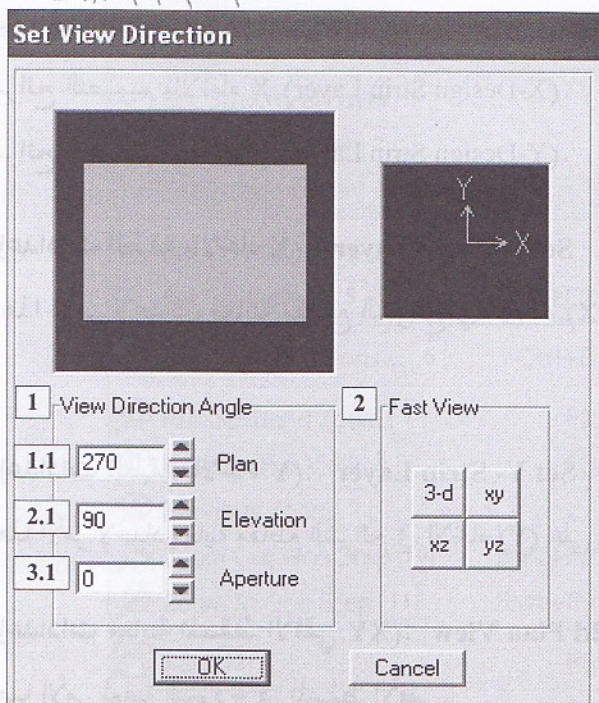 Set View Direction
Y
X
1 View Direction Angle
2 Fast View
1.1 270 Plan
2.1 90 Elevation
3.1 0 Aperture
3-d xy
xz yz
OK Cancel